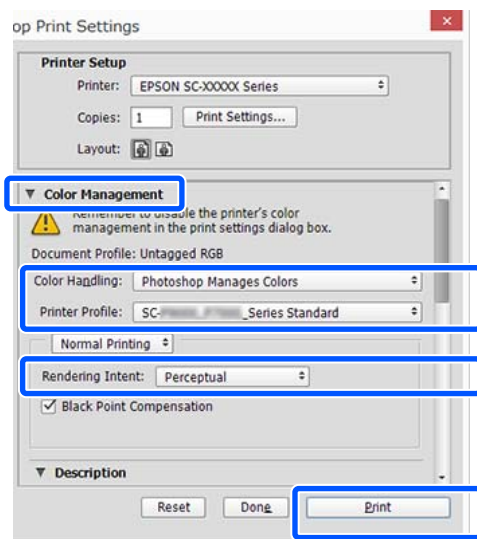 op Print Settings
Printer Setup
Printer: EPSON SC-XXXXX Series
Copies: 1 Print Settings...
Layout:
Color Management
Remember to disable the printer's color
management in the print settings dialog box.
Document Profile: Untagged RGB
Color Handling: Photoshop Manages Colors
Printer Profile: SC- _Series Standard
Normal Printing
Rendering Intent: Perceptual
Black Point Compensation
Description
Reset Done Print